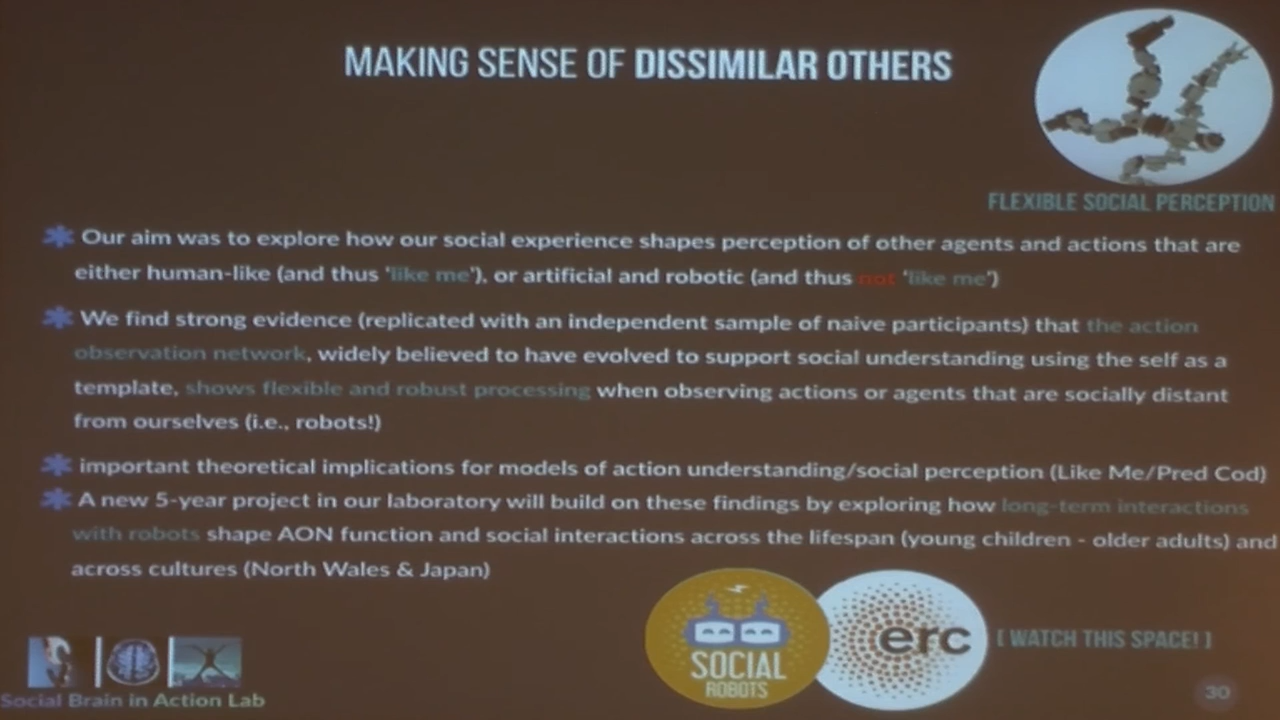 MAKING SENSE OF DISSIMILAR OTHERS
FLEXIBLE SOCIAL PERCEPTION
Our aim was to explore how our social experience shapes perception of other agents and actions that are
either human-like (and thus 'like me'), or artificial and robotic (and thus not 'like me')
We find strong evidence (replicated with an independent sample of naive participants) that the action
observation network, widely believed to have evolved to support social understanding using the self as a
template, shows flexible and robust processing when observing actions or agents that are socially distant
from ourselves (i.e., robots!)
important theoretical implications for models of action understanding/social perception (Like Me/Pred Cod)
A new 5-year project in our laboratory will build on these findings by exploring how long-term interactions
with robots shape AON function and social interactions across the lifespan (young children - older adults) and
across cultures (North Wales & Japan)
SOCIAL
ROBOTS
erc
[ WATCH THIS SPACE! ]
Social Brain in Action Lab
30